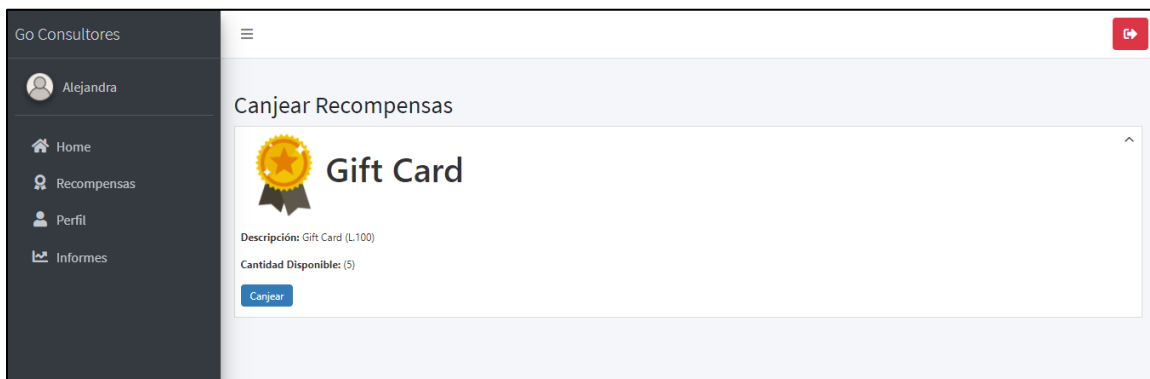 Go Consultores
Alejandra
Home
Recompensas
Perfil
Informes
Canjear Recompensas
Gift Card
Descripción: Gift Card (L.100)
Cantidad Disponible: (5)
Canjear